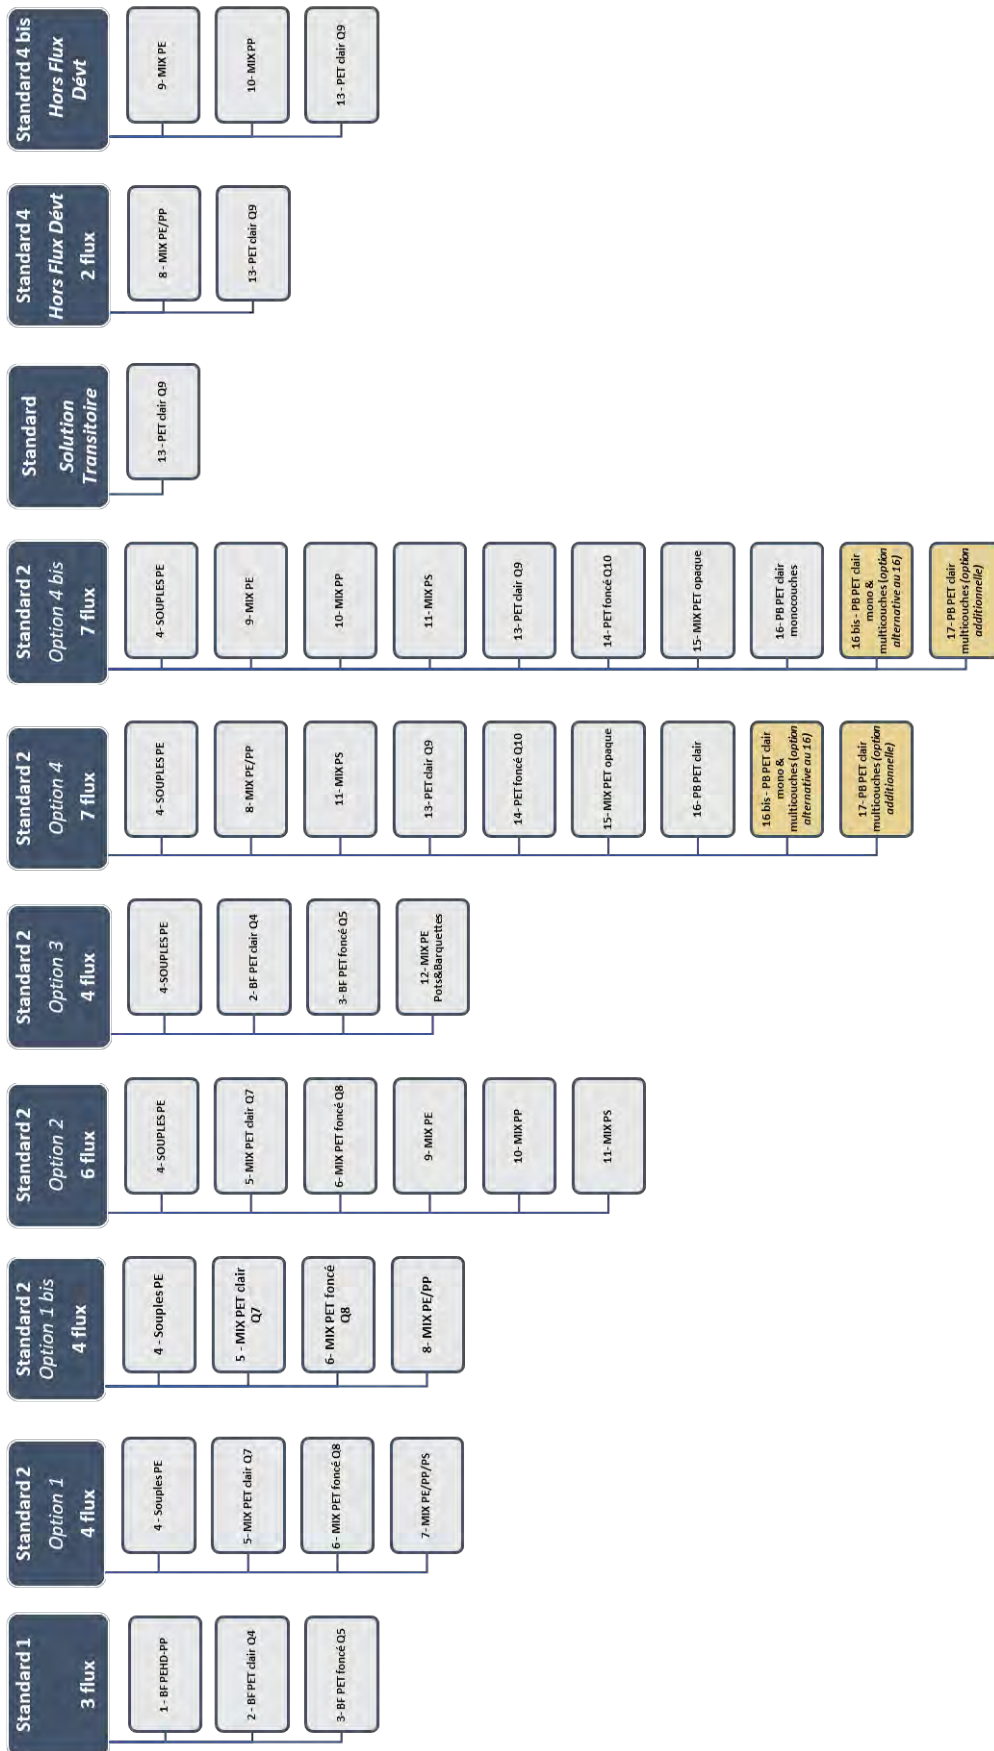 Standard 1
3 flux
1 - BF PEHD-PP
2 - BF PET clair Q4
3- BF PET foncé Q5
Standard 2
Option 1
4 flux
4 - Souples PE
5- MIX PET clair Q7
6 - MIX PET foncé Q8
7- MIX PE/PP/PS
Standard 2
Option 1 bis
4 flux
4 - Souples PE
5 - MIX PET clair
Q7
6- MIX PET foncé
Q8
8- MIX PE/PP
Standard 2
Option 2
6 flux
4- SOUPLES PE
5- MIX PET clair Q7
6- MIX PET foncé Q8
9- MIX PE
10- MIX PP
11- MIX PS
Standard 2
Option 3
4 flux
4-SOUPLES PE
2- BF PET clair Q4
3- BF PET foncé Q5
12- MIX PE
Pots&Barquettes
Standard 2
Option 4
7 flux
4- SOUPLES PE
8- MIX PE/PP
11- MIX PS
13- PET clair Q9
14- PET foncé Q10
15- MIX PET opaque
16- PB PET clair
16 bis - PB PET clair
mono &
multicouches (option
alternative au 16)
17- PB PET clair
multicouches (option
additionnelle)
Standard 2
Option 4 bis
7 flux
4- SOUPLES PE
9- MIX PE
10- MIX PP
11- MIX PS
13- PET clair Q9
14- PET foncé Q10
15- MIX PET opaque
16- PB PET clair
monocouches
16 bis - PB PET clair
mono &
multicouches (option
alternative au 16)
17- PB PET clair
multicouches (option
additionnelle)
Standard
Solution
Transitoire
13 - PET clair Q9
Standard 4
Hors Flux Dévt
2 flux
8 - MIX PE/PP
13- PET clair Q9
Standard 4 bis
Hors Flux
Dévt
9- MIX PE
10- MIX PP
13 - PET clair Q9